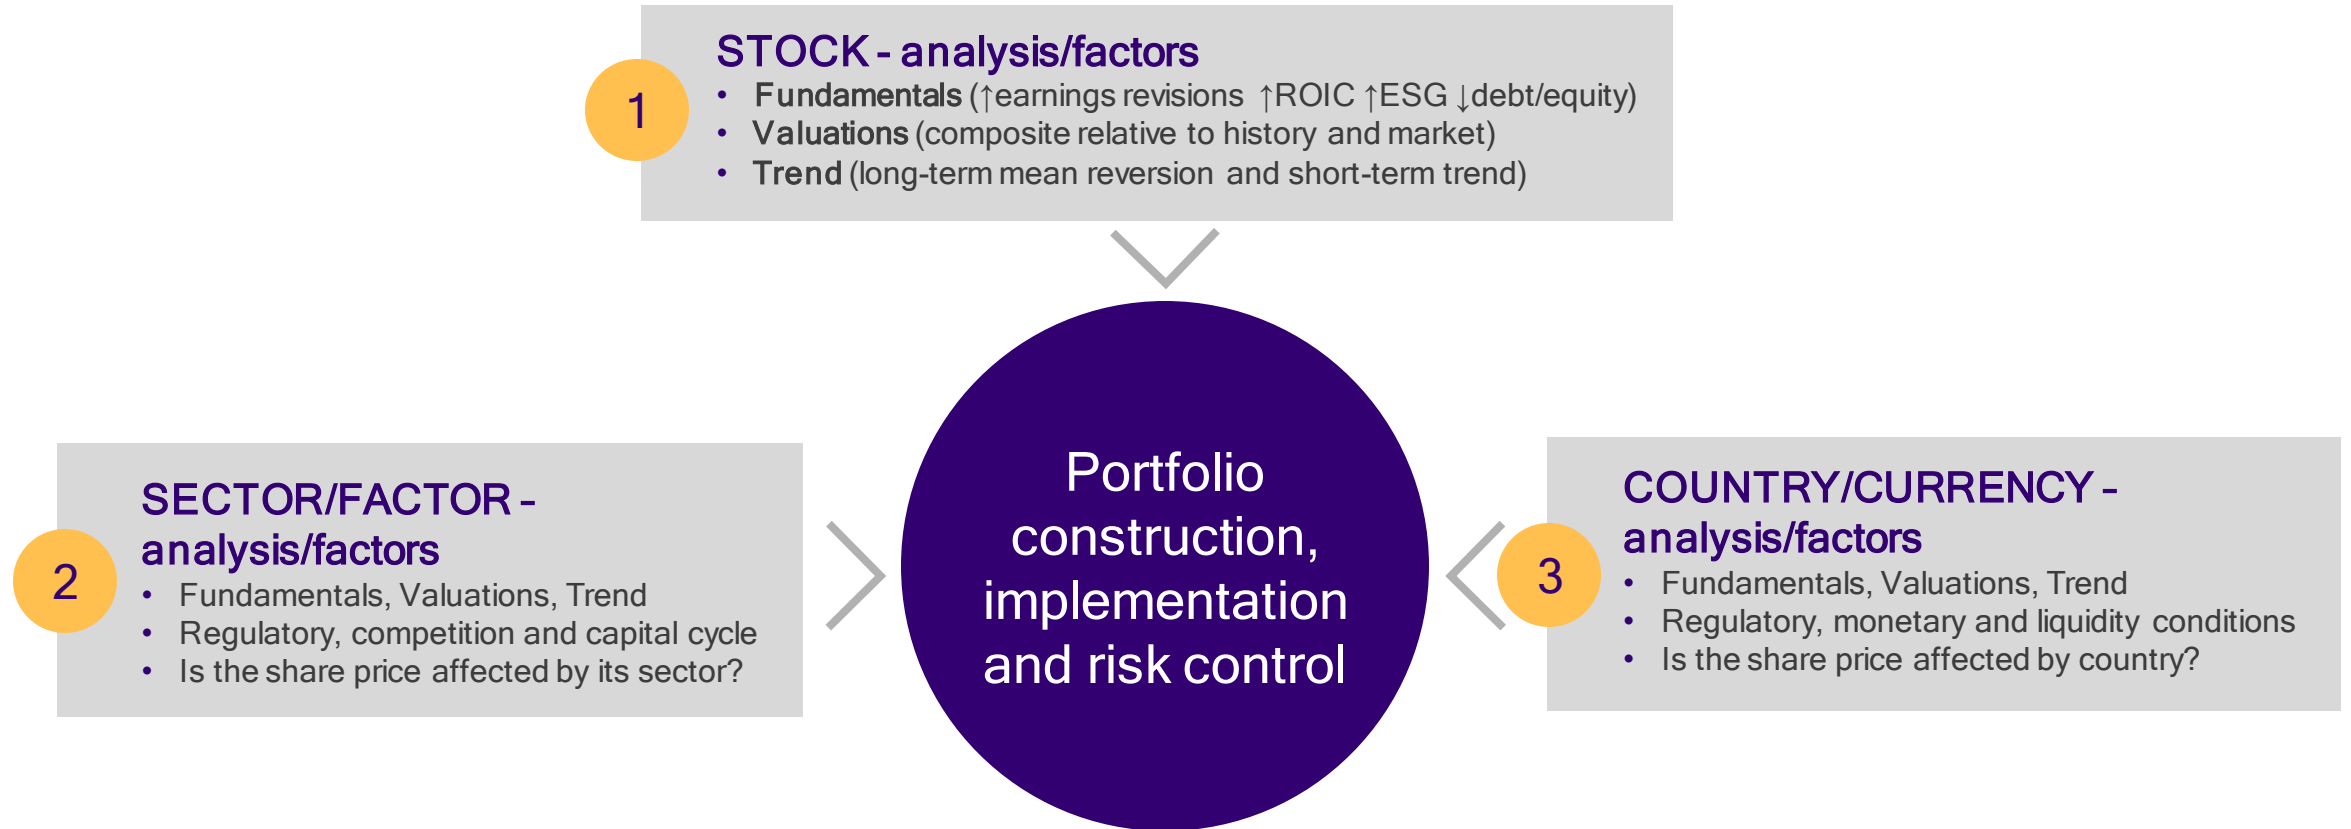 STOCK - analysis/factors
1
• Fundamentals (↑earnings revisions ↑ROIC ↑ESG ↓debt/equity)
• Valuations (composite relative to history and market)
• Trend (long-term mean reversion and short-term trend)
2
SECTOR/FACTOR –
analysis/factors
• Fundamentals, Valuations, Trend
• Regulatory, competition and capital cycle
• Is the share price affected by its sector?
Portfolio
construction,
implementation
and risk control
3
COUNTRY/CURRENCY –
analysis/factors
• Fundamentals, Valuations, Trend
• Regulatory, monetary and liquidity conditions
• Is the share price affected by country?